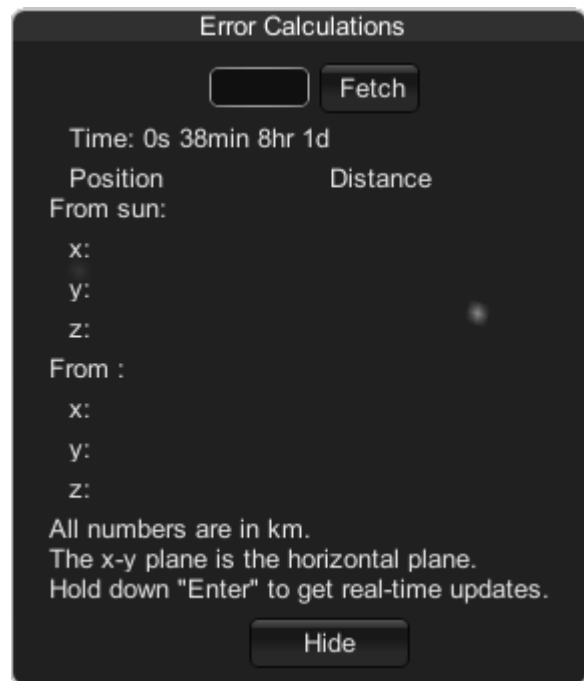 Error Calculations
Fetch
Time: 0s 38min 8hr 1d
Position Distance
From sun:
x:
y:
z:
From :
x:
y:
z:
All numbers are in km.
The x-y plane is the horizontal plane.
Hold down "Enter" to get real-time updates.
Hide